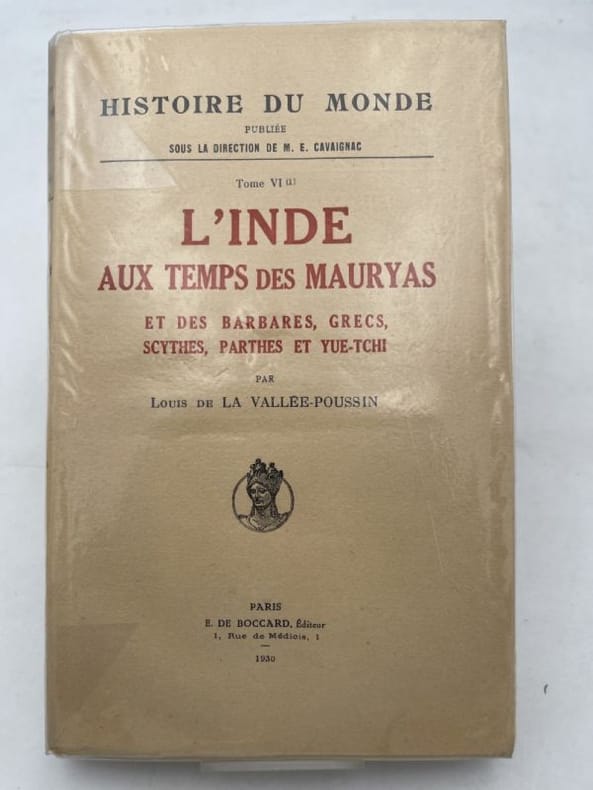 HISTOIRE DU MONDE
PUBLIÉE
SOUS LA DIRECTION DE M. E. CAVAIGNAC
Tome VI (1)
L'INDE
AUX TEMPS DES MAURYAS
ET DES BARBARES, GRECS,
SCYTHES, PARTHES ET YUE-TCHI
PAR
LOUIS DE LA VALLÉE-POUSSIN
PARIS
E. DE BOCCARD, Éditeur
1, Rue de Médicis, 1
1930